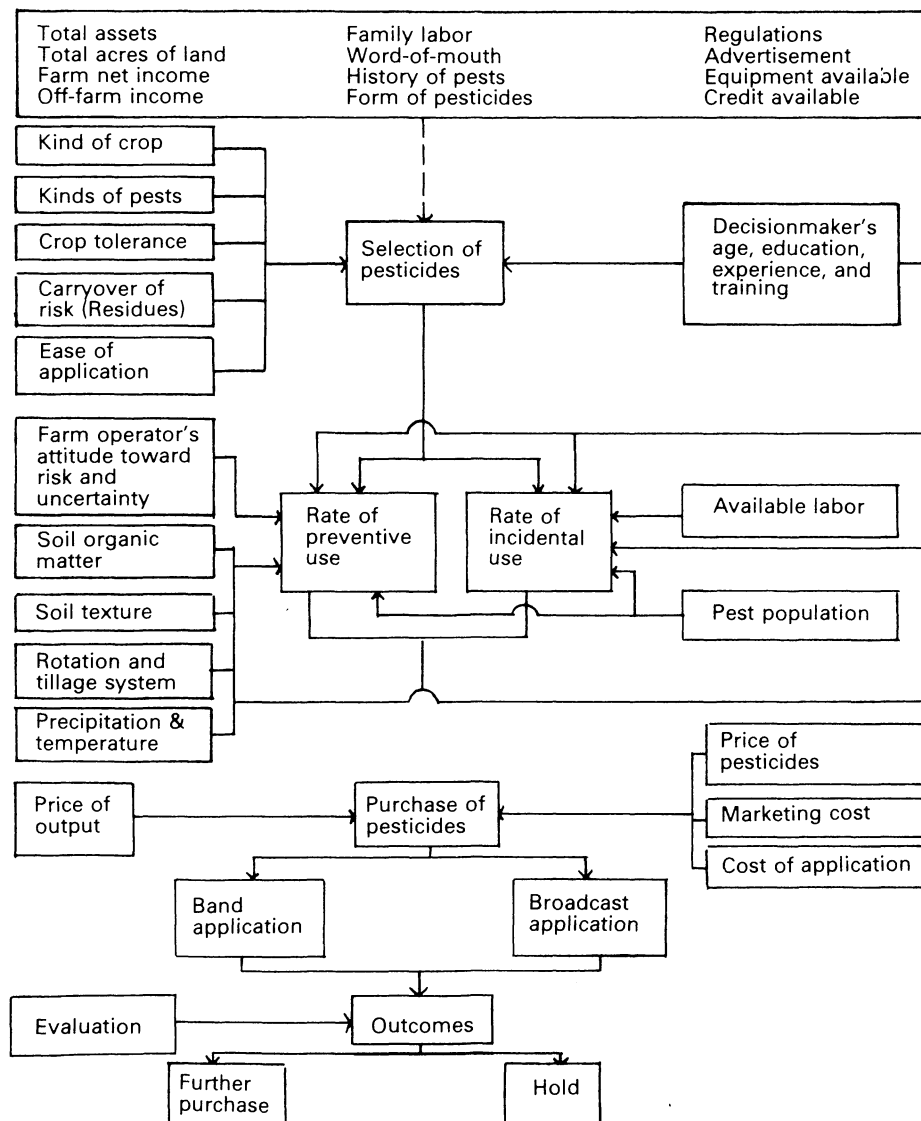 Total assets
Total acres of land
Farm net income
Off-farm income
Family labor
Word-of-mouth
History of pests
Form of pesticides
Regulations
Advertisement
Equipment available
Credit available
Kind of crop
Kinds of pests
Crop tolerance
Carryover of
risk (Residues)
Ease of
application
Selection of
pesticides
Decisionmaker's
age, education,
experience, and
training
Farm operator's
attitude toward
risk and
uncertainty
Soil organic
matter
Soil texture
Rotation and
tillage system
Precipitation &
temperature
Rate of
preventive
use
Rate of
incidental
use
Available labor
Pest population
Price of
output
Purchase of
pesticides
Price of
pesticides
Marketing cost
Cost of application
Band
application
Broadcast
application
Evaluation
Outcomes
Further
purchase
Hold